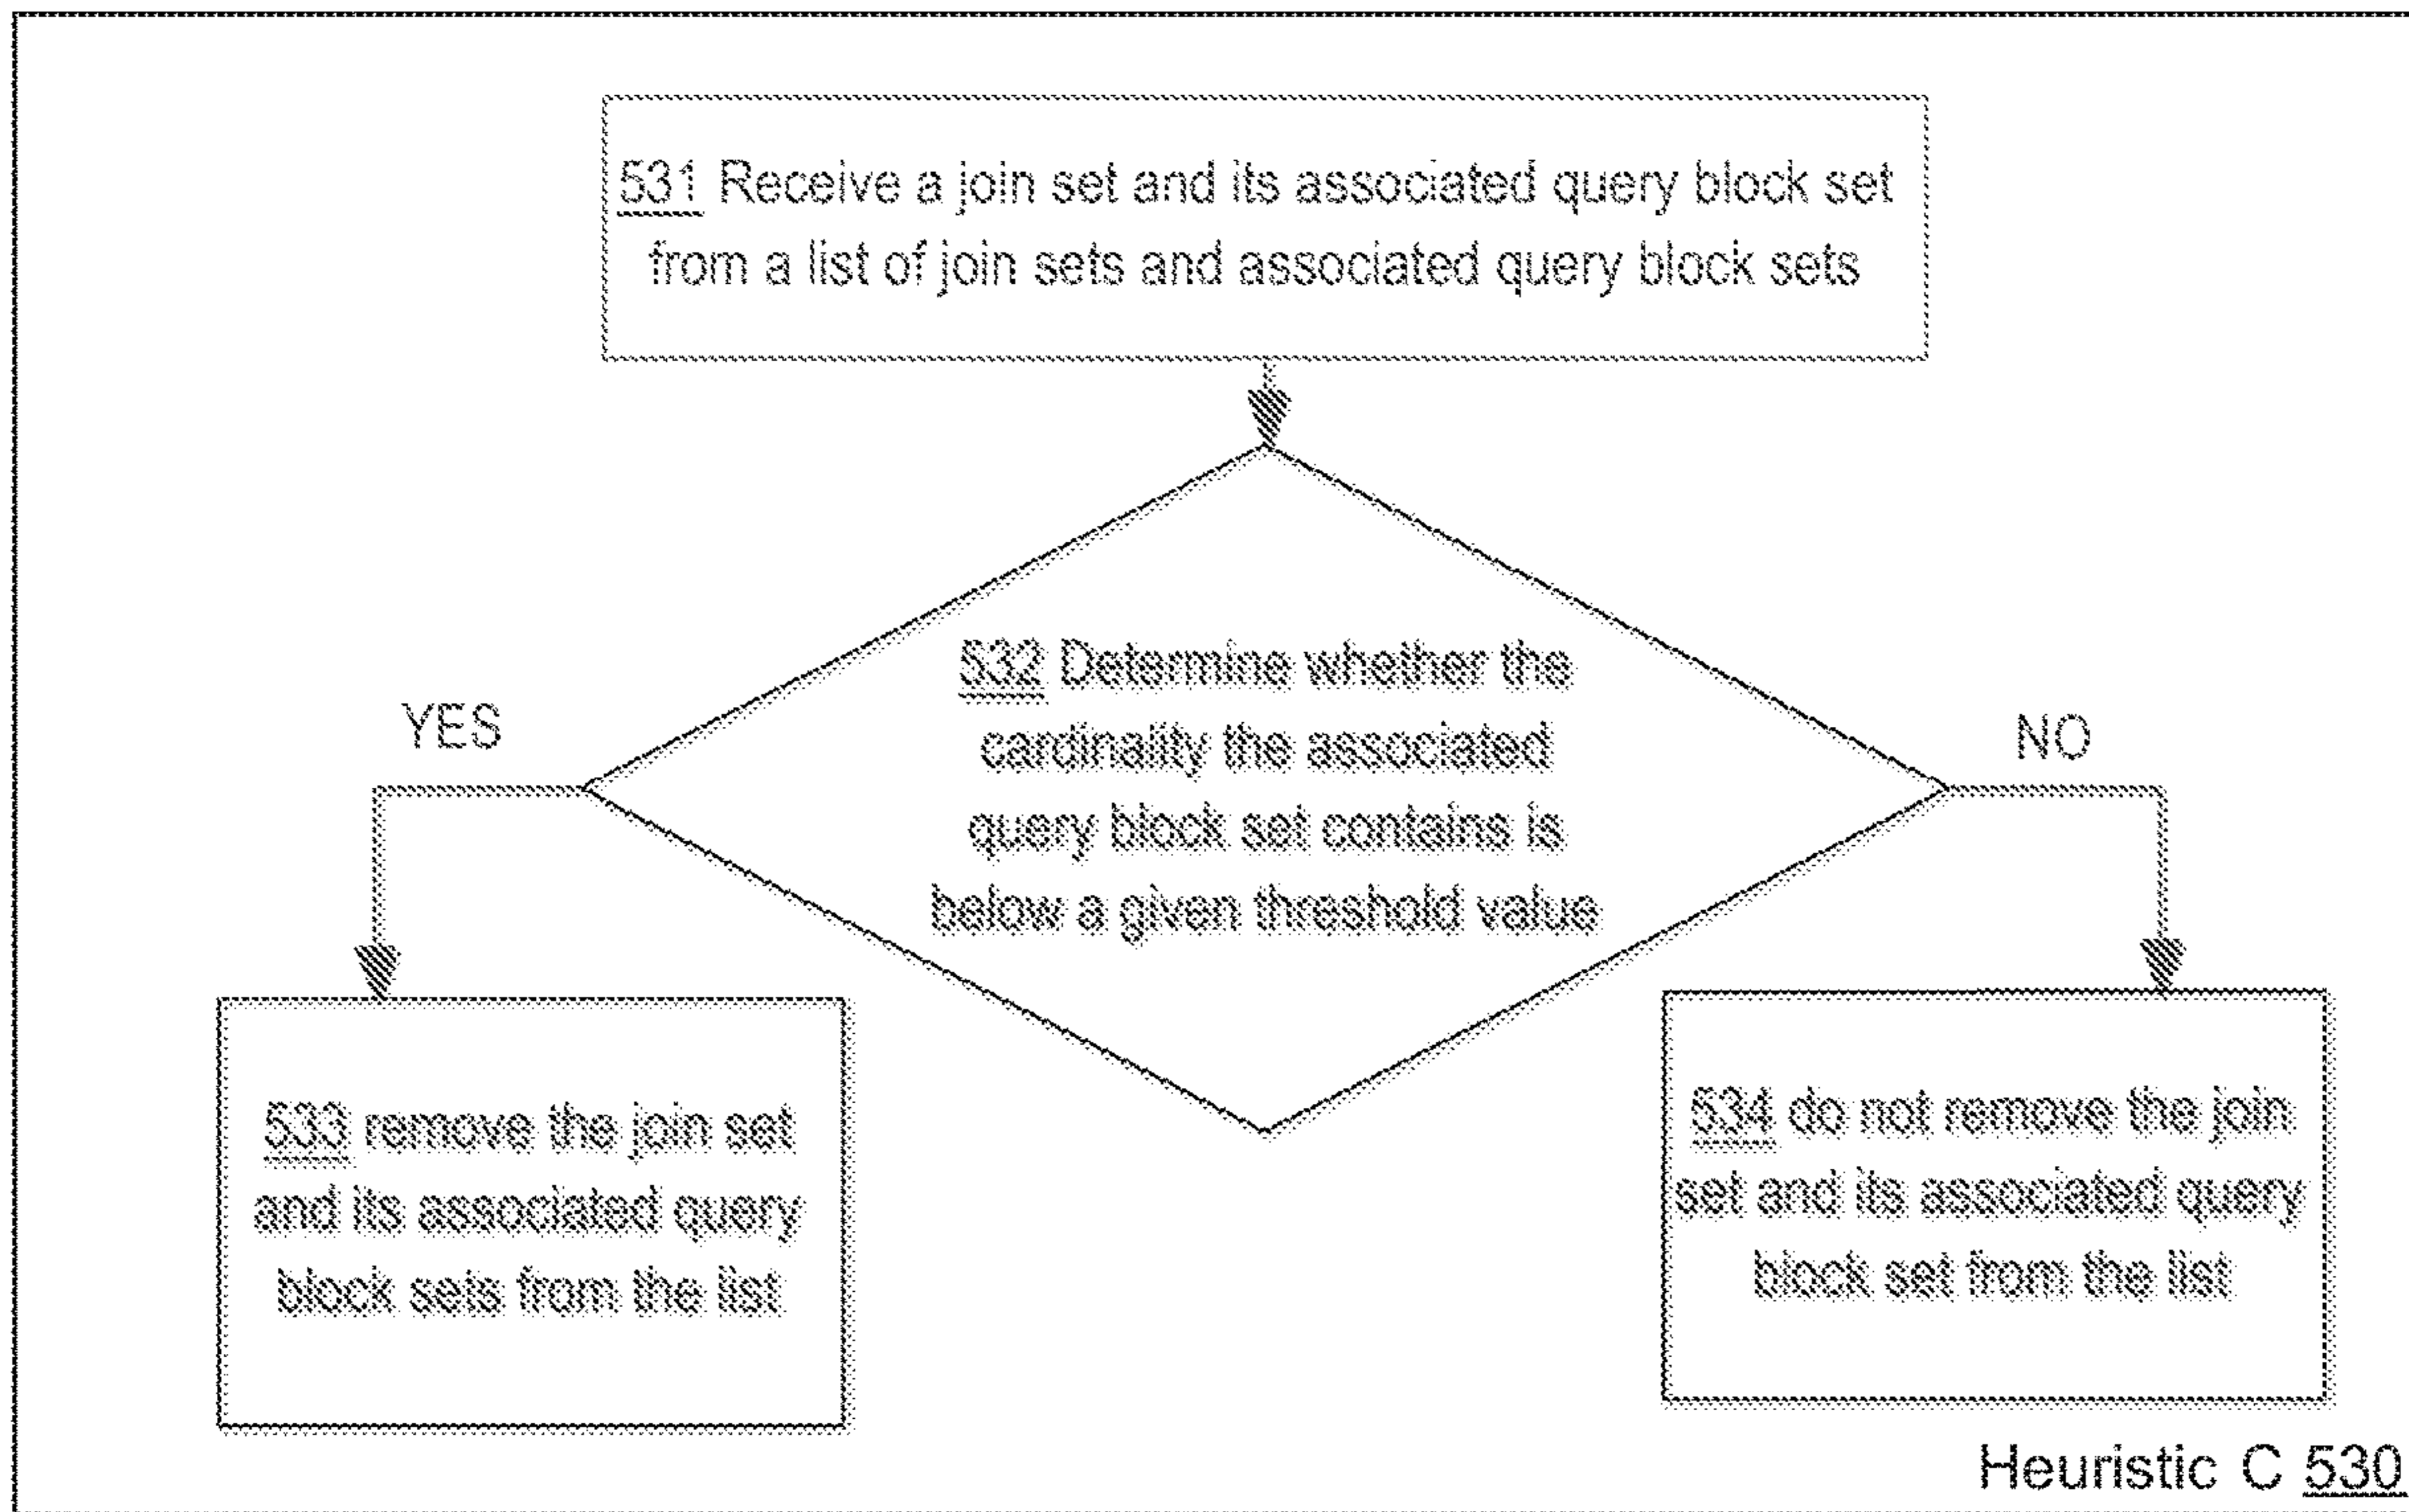 531 Receive a join set and its associated query block set
from a list of join sets and associated query block sets
532 Determine whether the
cardinality the associated
query block set contains is
below a given threshold value
YES
NO
533 remove the join set
and its associated query
block sets from the list
534 do not remove the join
set and its associated query
block set from the list
Heuristic C 530